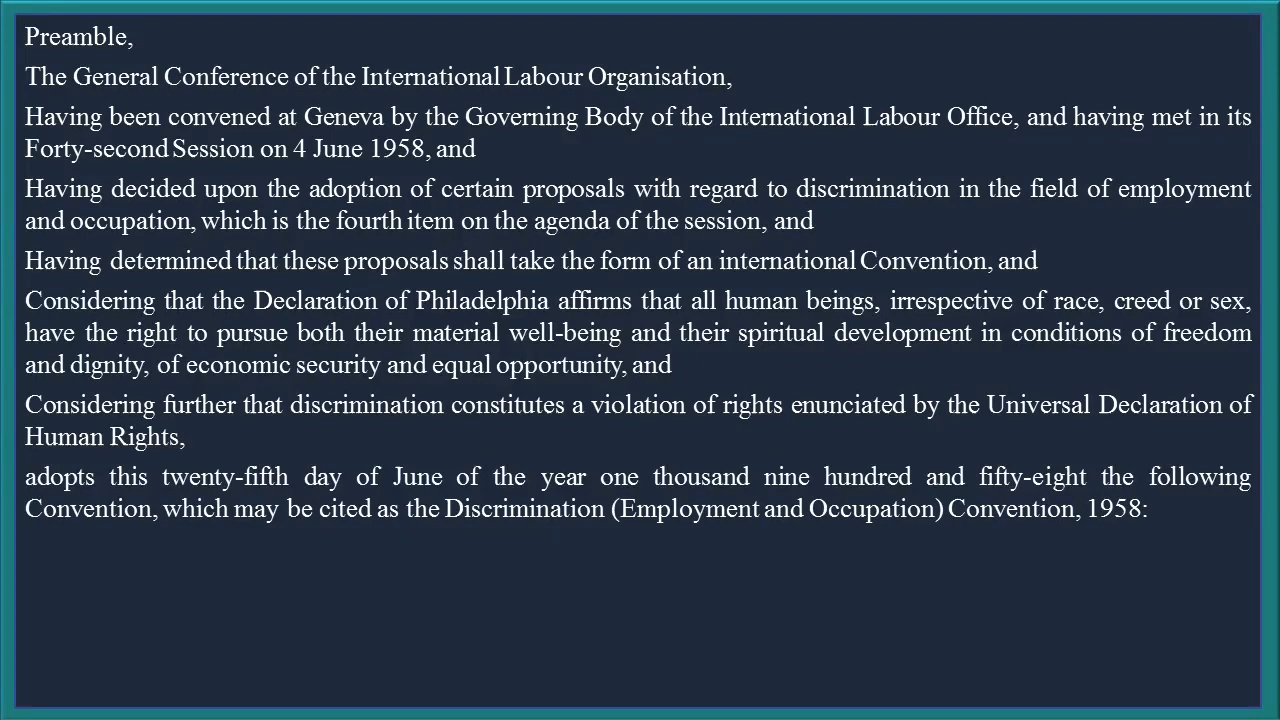 Preamble,
The General Conference of the International Labour Organisation,
Having been convened at Geneva by the Governing Body of the International Labour Office, and having met in its
Forty-second Session on 4 June 1958, and
Having decided upon the adoption of certain proposals with regard to discrimination in the field of employment
and occupation, which is the fourth item on the agenda of the session, and
Having determined that these proposals shall take the form of an international Convention, and
Considering that the Declaration of Philadelphia affirms that all human beings, irrespective of race, creed or sex,
have the right to pursue both their material well-being and their spiritual development in conditions of freedom
and dignity, of economic security and equal opportunity, and
Considering further that discrimination constitutes a violation of rights enunciated by the Universal Declaration of
Human Rights,
adopts this twenty-fifth day of June of the year one thousand nine hundred and fifty-eight the following
Convention, which may be cited as the Discrimination (Employment and Occupation) Convention, 1958: